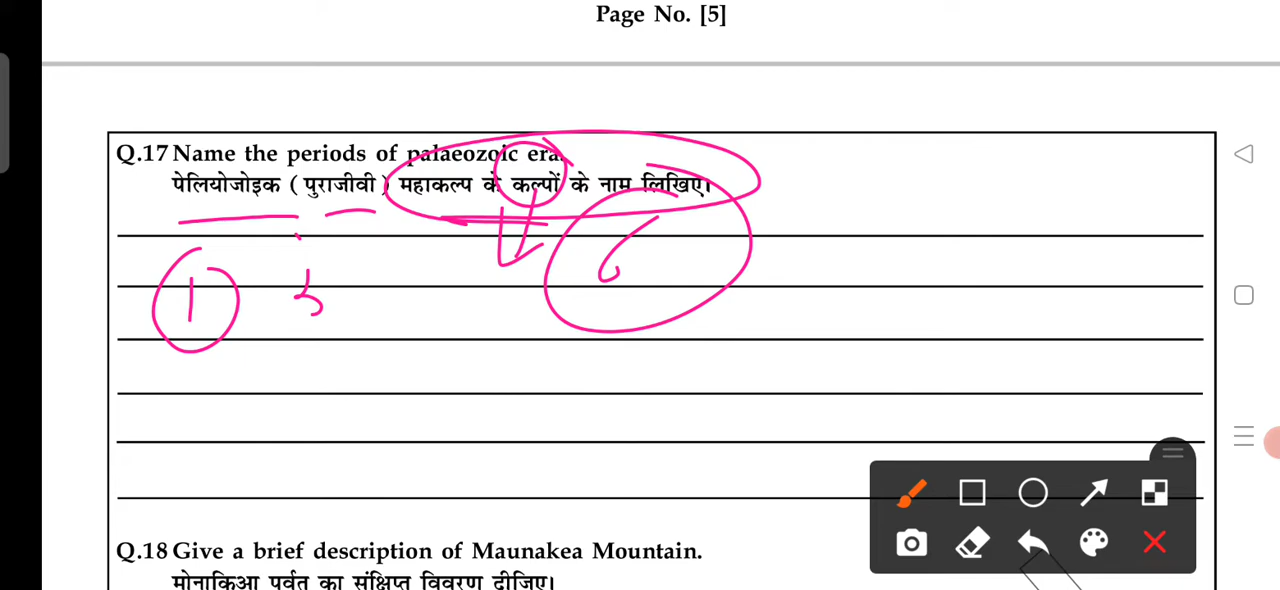 Page No. [5]
Q.17 Name the periods of palaeozoic era.
पेलियोजोइक ( पुराजीवी ) महाकल्प के कल्पों के नाम लिखिए।
6
1
Q.18 Give a brief description of Maunakea Mountain.
मोनाकिआ पर्वत का संक्षिप्त विवरण दीजिए।